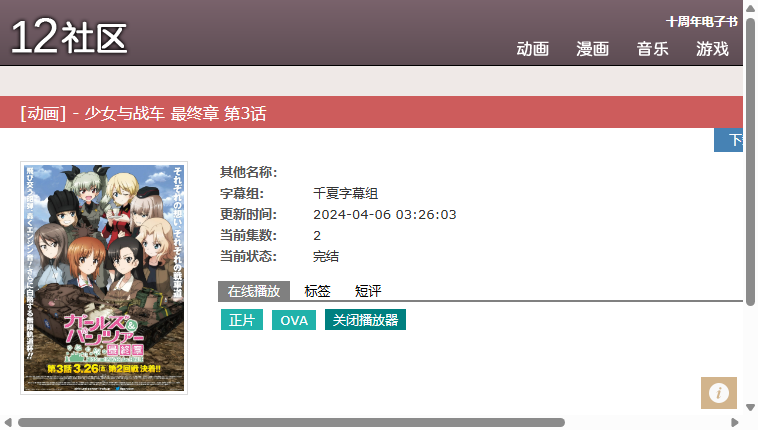 12社区
十周年电子书
动画 漫画 音乐 游戏
[动画] - 少女与战车 最终章 第3话
其他名称:
字幕组: 千夏字幕组
更新时间: 2024-04-06 03:26:03
当前集数: 2
当前状态: 完结
在线播放 标签 短评
正片 OVA 关闭播放器
それぞれの想い、それぞれの戦車道
ガールズ&パンツァー
最終章
第3話 3.26 第2回戦 決着!!